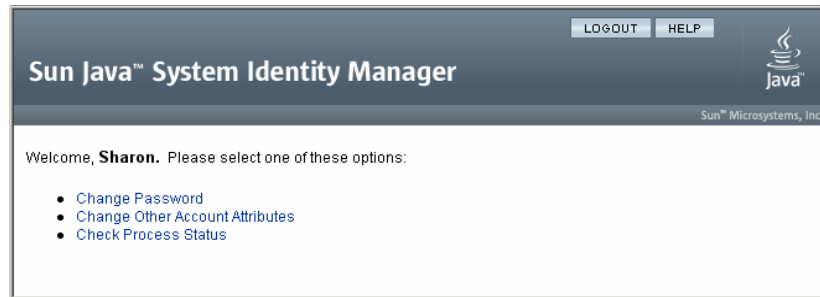 LOGOUT HELP
Sun Java™ System Identity Manager
Java™
Sun™ Microsystems, Inc
Welcome, Sharon. Please select one of these options:
• Change Password
• Change Other Account Attributes
• Check Process Status